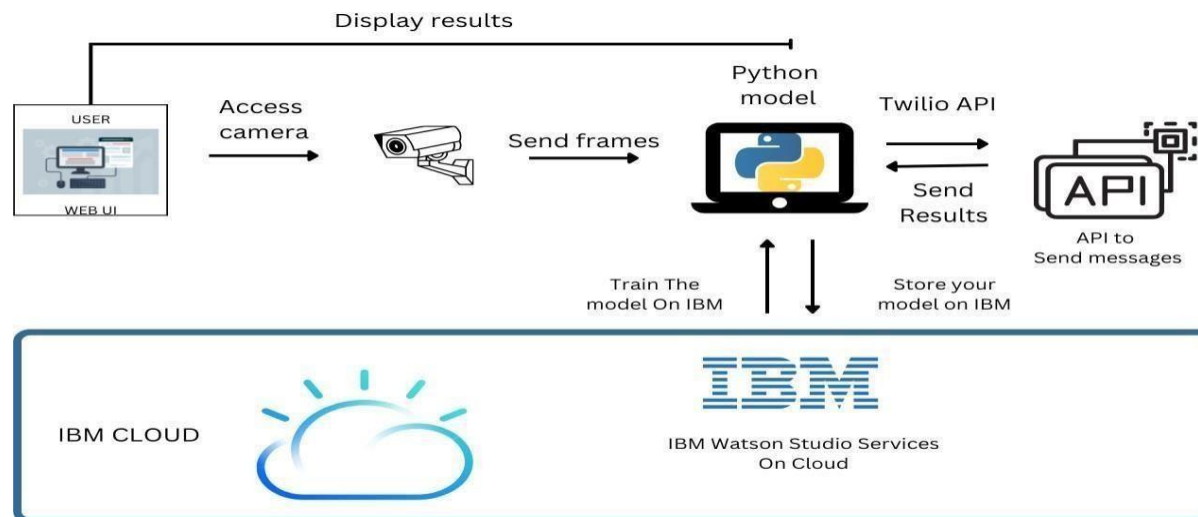 Display results
USER
WEB UI
Access
camera
Send frames
Python
model
Twilio API
Send
Results
API
API to
Send messages
Train The
model On IBM
Store your
model on IBM
IBM CLOUD
IBM
IBM Watson Studio Services
On Cloud